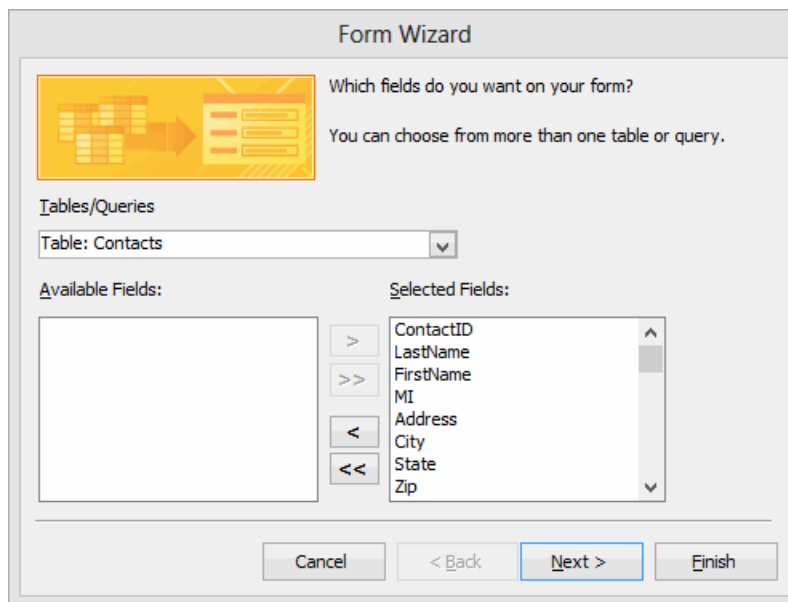 Form Wizard
Which fields do you want on your form?
You can choose from more than one table or query.
Tables/Queries
Table: Contacts
Available Fields:
Selected Fields:
ContactID
LastName
FirstName
MI
Address
City
State
Zip
>
>>
<
<<
Cancel
< Back
Next >
Finish